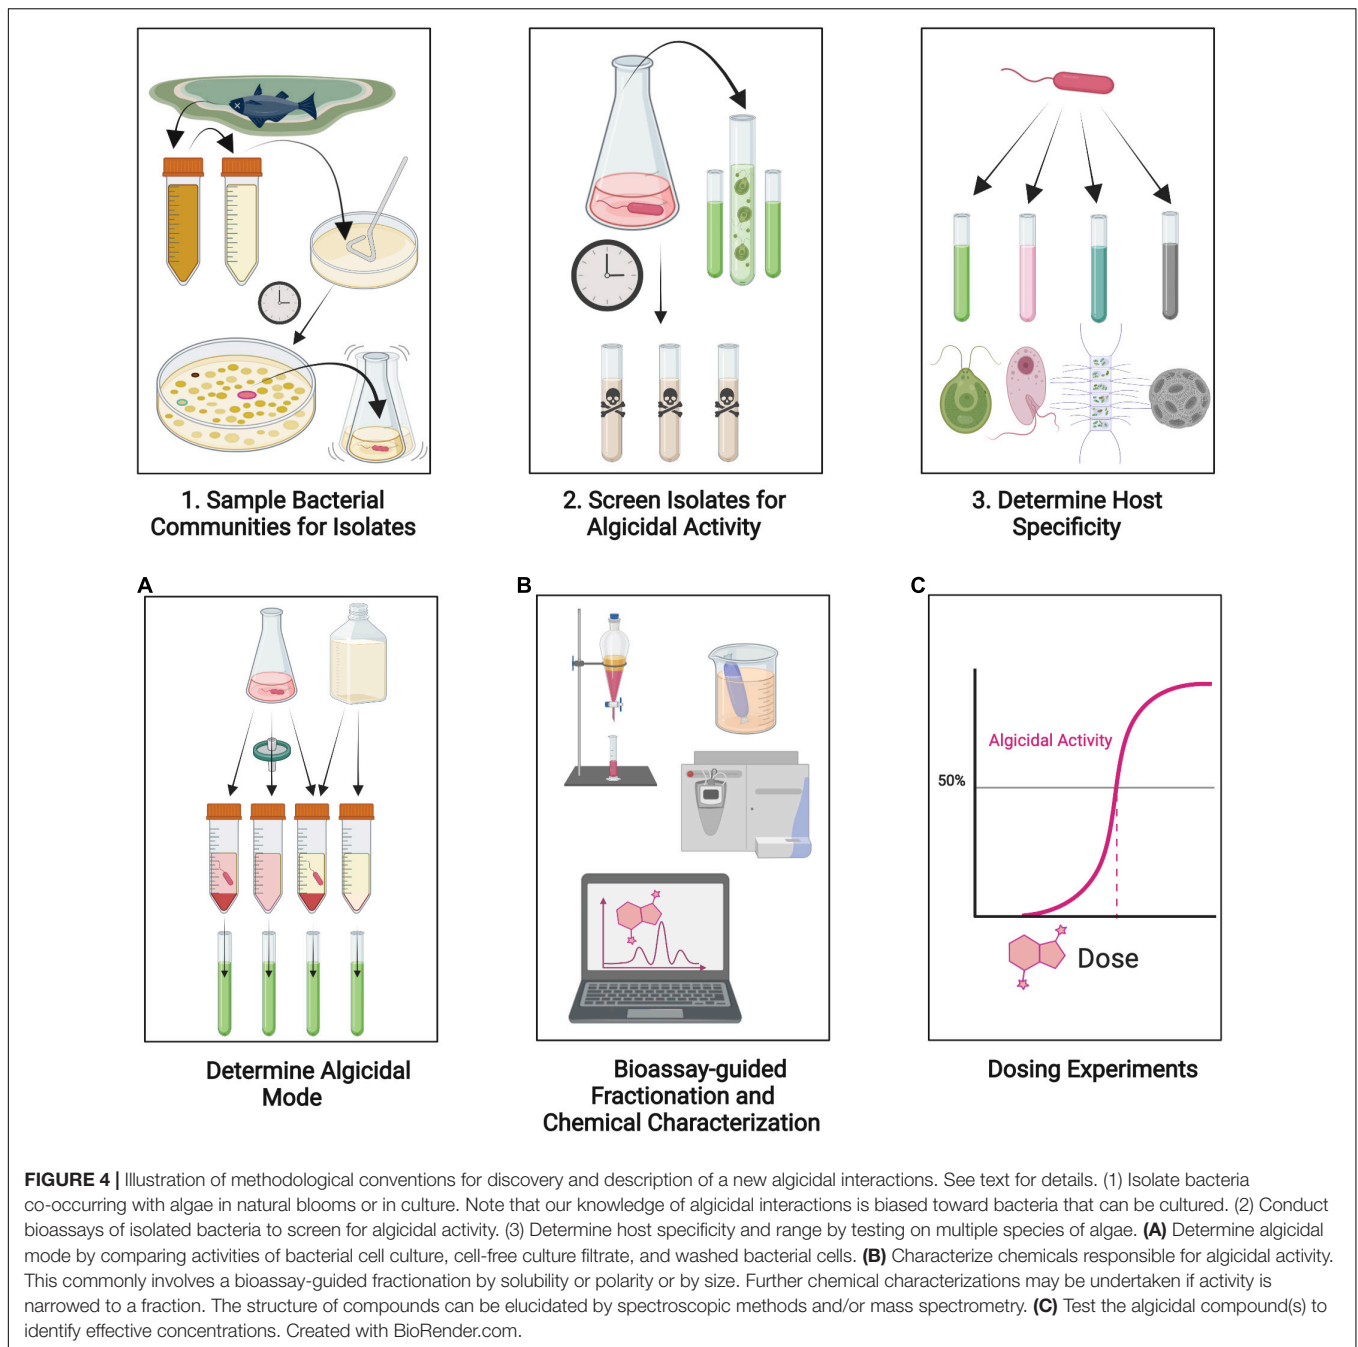 1. Sample Bacterial
Communities for Isolates
2. Screen Isolates for
Algicidal Activity
3. Determine Host
Specificity
A
Determine Algicidal
Mode
B
Bioassay-guided
Fractionation and
Chemical Characterization
C
Algicidal Activity
50%
Dose
Dosing Experiments
FIGURE 4 | Illustration of methodological conventions for discovery and description of a new algicidal interactions. See text for details. (1) Isolate bacteria
co-occurring with algae in natural blooms or in culture. Note that our knowledge of algicidal interactions is biased toward bacteria that can be cultured. (2) Conduct
bioassays of isolated bacteria to screen for algicidal activity. (3) Determine host specificity and range by testing on multiple species of algae. (A) Determine algicidal
mode by comparing activities of bacterial cell culture, cell-free culture filtrate, and washed bacterial cells. (B) Characterize chemicals responsible for algicidal activity.
This commonly involves a bioassay-guided fractionation by solubility or polarity or by size. Further chemical characterizations may be undertaken if activity is
narrowed to a fraction. The structure of compounds can be elucidated by spectroscopic methods and/or mass spectrometry. (C) Test the algicidal compound(s) to
identify effective concentrations. Created with BioRender.com.